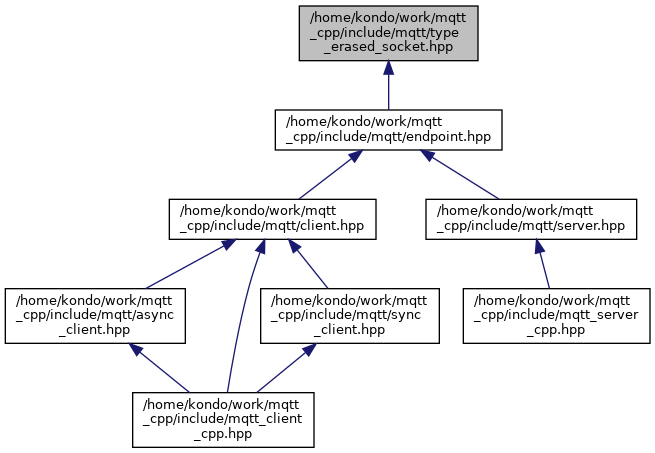 /home/kondo/work/mqtt
_cpp/include/mqtt/type
_erased_socket.hpp
/home/kondo/work/mqtt
_cpp/include/mqtt/endpoint.hpp
/home/kondo/work/mqtt
_cpp/include/mqtt/client.hpp
/home/kondo/work/mqtt
_cpp/include/mqtt/server.hpp
/home/kondo/work/mqtt
_cpp/include/mqtt/async
_client.hpp
/home/kondo/work/mqtt
_cpp/include/mqtt/sync
_client.hpp
/home/kondo/work/mqtt
_cpp/include/mqtt_server
_cpp.hpp
/home/kondo/work/mqtt
_cpp/include/mqtt_client
_cpp.hpp